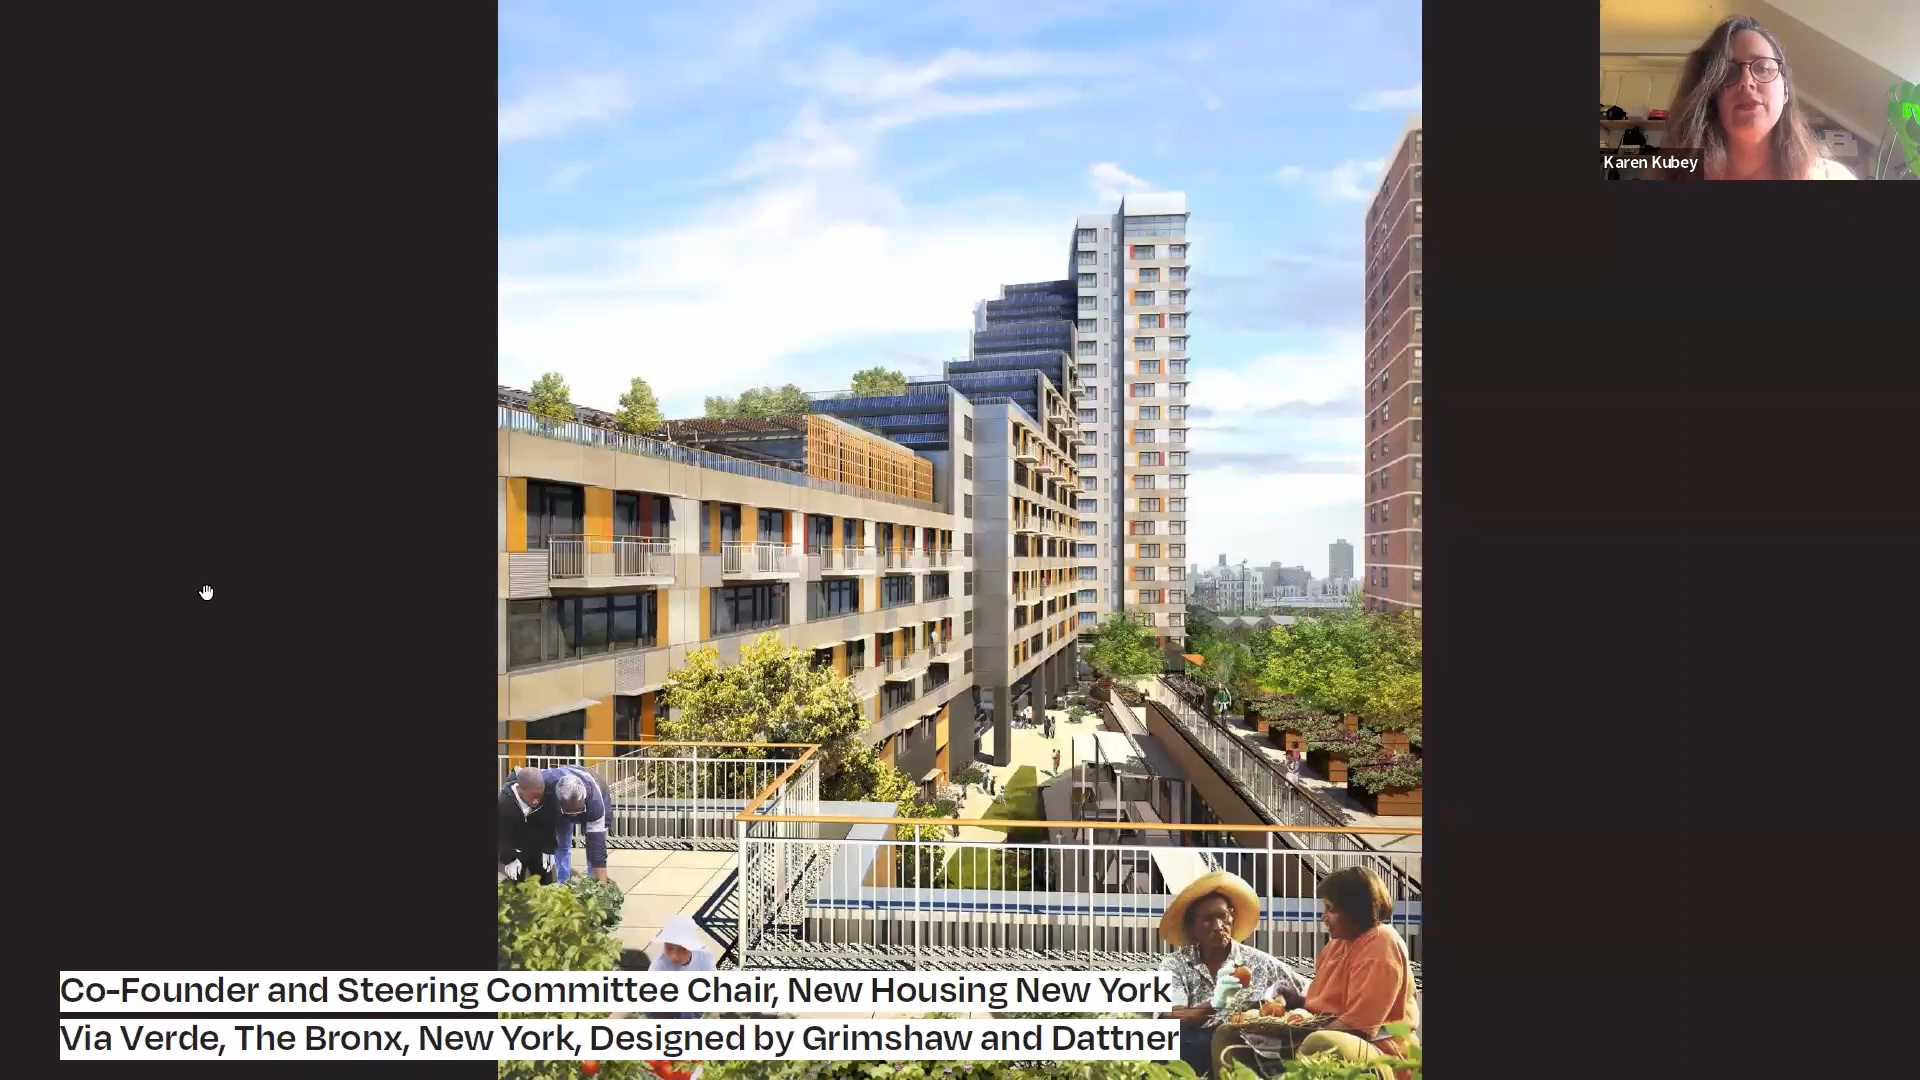 Karen Kubey
Co-Founder and Steering Committee Chair, New Housing New York
Via Verde, The Bronx, New York, Designed by Grimshaw and Dattner